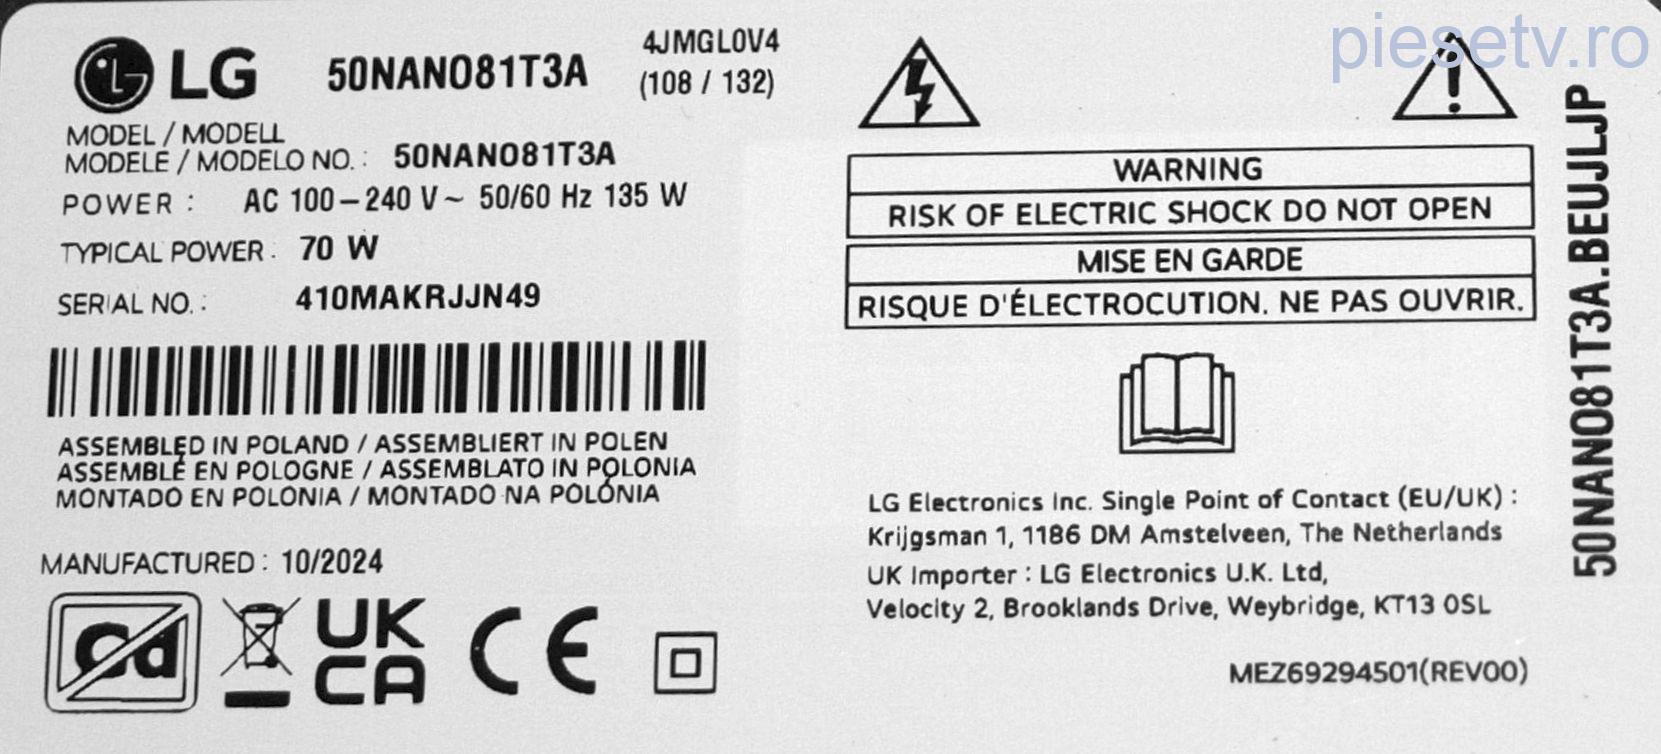 piesetv.ro
LG 50NANO81T3A 4JMGL0V4
(108 / 132)
MODEL / MODELL
MODELE / MODELO NO. : 50NANO81T3A
POWER : AC 100–240 V~ 50/60 Hz 135 W
TYPICAL POWER : 70 W
SERIAL NO. : 410MAKRJJN49
ASSEMBLED IN POLAND / ASSEMBLIERT IN POLEN
ASSEMBLÉ EN POLOGNE / ASSEMBLATO IN POLONIA
MONTADO EN POLONIA / MONTADO NA POLÓNIA
MANUFACTURED : 10/2024
Cd
UK
CA
CE
WARNING
RISK OF ELECTRIC SHOCK DO NOT OPEN
MISE EN GARDE
RISQUE D'ÉLECTROCUTION. NE PAS OUVRIR.
LG Electronics Inc. Single Point of Contact (EU/UK) :
Krijgsman 1, 1186 DM Amstelveen, The Netherlands
UK Importer : LG Electronics U.K. Ltd,
Velocity 2, Brooklands Drive, Weybridge, KT13 0SL
MEZ69294501(REV00)
50NANO81T3A.BEUJLJP